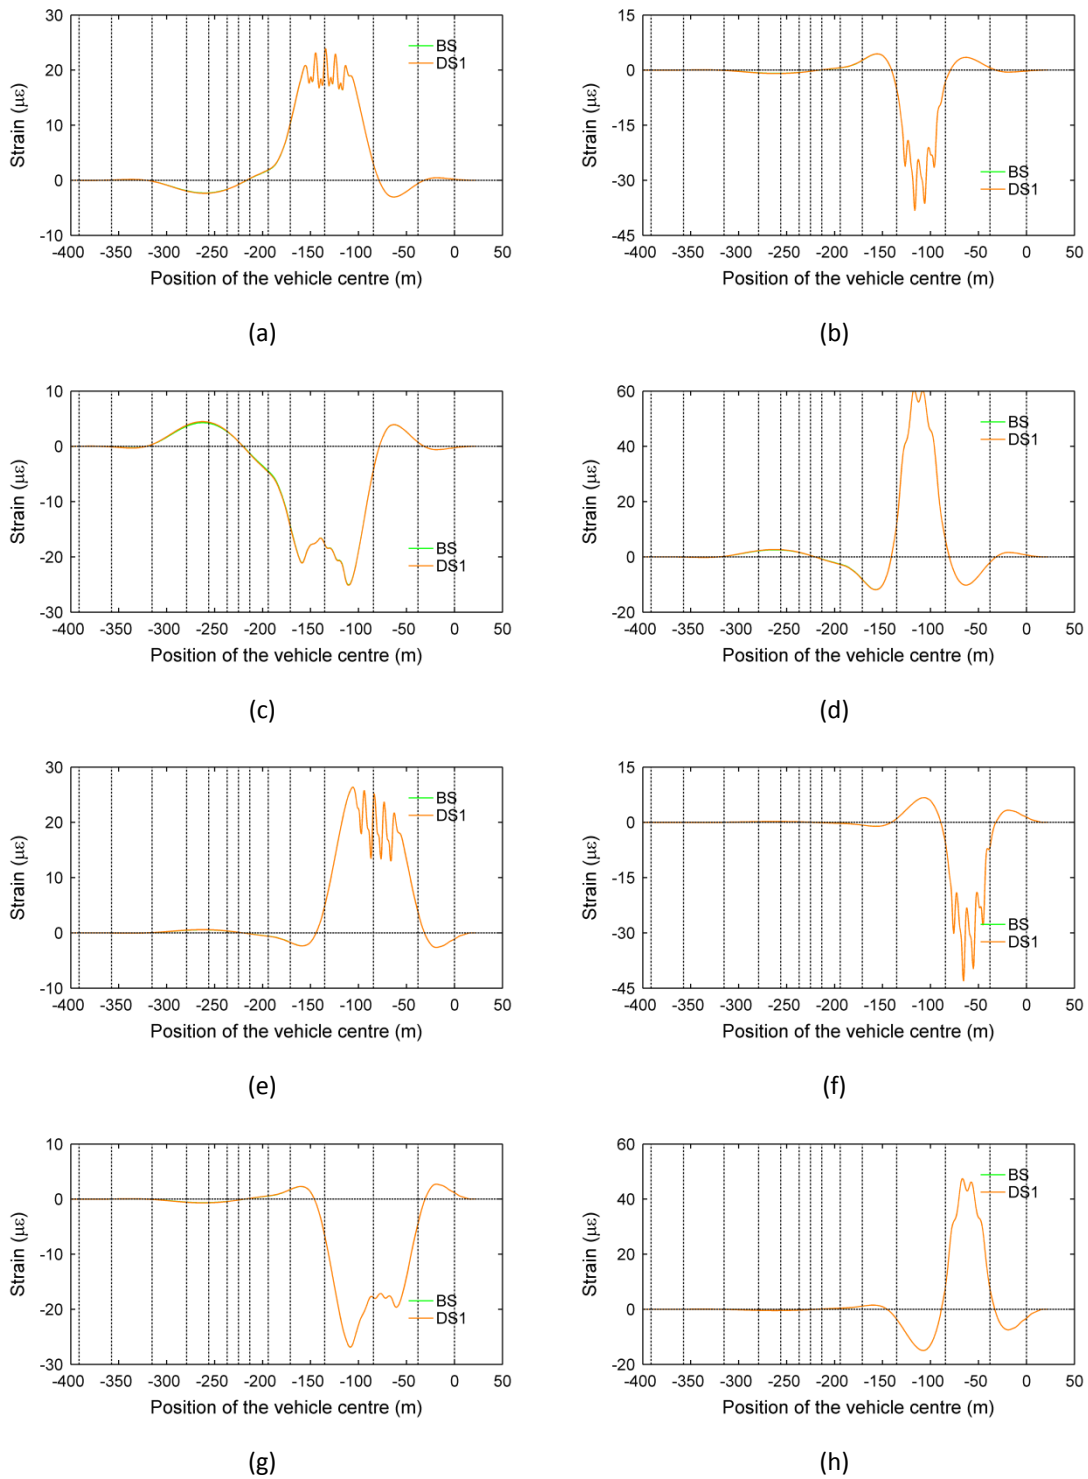 30
20
10
0
-10
Strain (με)
BS
DS1
-400 -350 -300 -250 -200 -150 -100 -50 0 50
Position of the vehicle centre (m)
(a)
15
0
-15
-30
-45
Strain (με)
BS
DS1
-400 -350 -300 -250 -200 -150 -100 -50 0 50
Position of the vehicle centre (m)
(b)
10
0
-10
-20
-30
Strain (με)
BS
DS1
-400 -350 -300 -250 -200 -150 -100 -50 0 50
Position of the vehicle centre (m)
(c)
60
40
20
0
-20
Strain (με)
BS
DS1
-400 -350 -300 -250 -200 -150 -100 -50 0 50
Position of the vehicle centre (m)
(d)
30
20
10
0
-10
Strain (με)
BS
DS1
-400 -350 -300 -250 -200 -150 -100 -50 0 50
Position of the vehicle centre (m)
(e)
15
0
-15
-30
-45
Strain (με)
BS
DS1
-400 -350 -300 -250 -200 -150 -100 -50 0 50
Position of the vehicle centre (m)
(f)
10
0
-10
-20
-30
Strain (με)
BS
DS1
-400 -350 -300 -250 -200 -150 -100 -50 0 50
Position of the vehicle centre (m)
(g)
60
40
20
0
-20
Strain (με)
BS
DS1
-400 -350 -300 -250 -200 -150 -100 -50 0 50
Position of the vehicle centre (m)
(h)